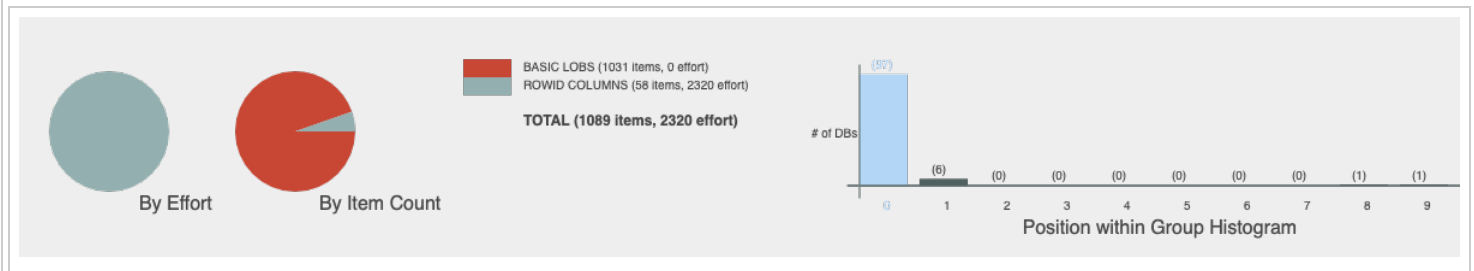 BASIC LOBS (1031 items, 0 effort)
ROWID COLUMNS (58 items, 2320 effort)
TOTAL (1089 items, 2320 effort)
By Effort
By Item Count
# of DBs
(6)
(0)
(0)
(0)
(0)
(0)
(0)
(1)
(1)
1
2
3
4
5
6
7
8
9
Position within Group Histogram